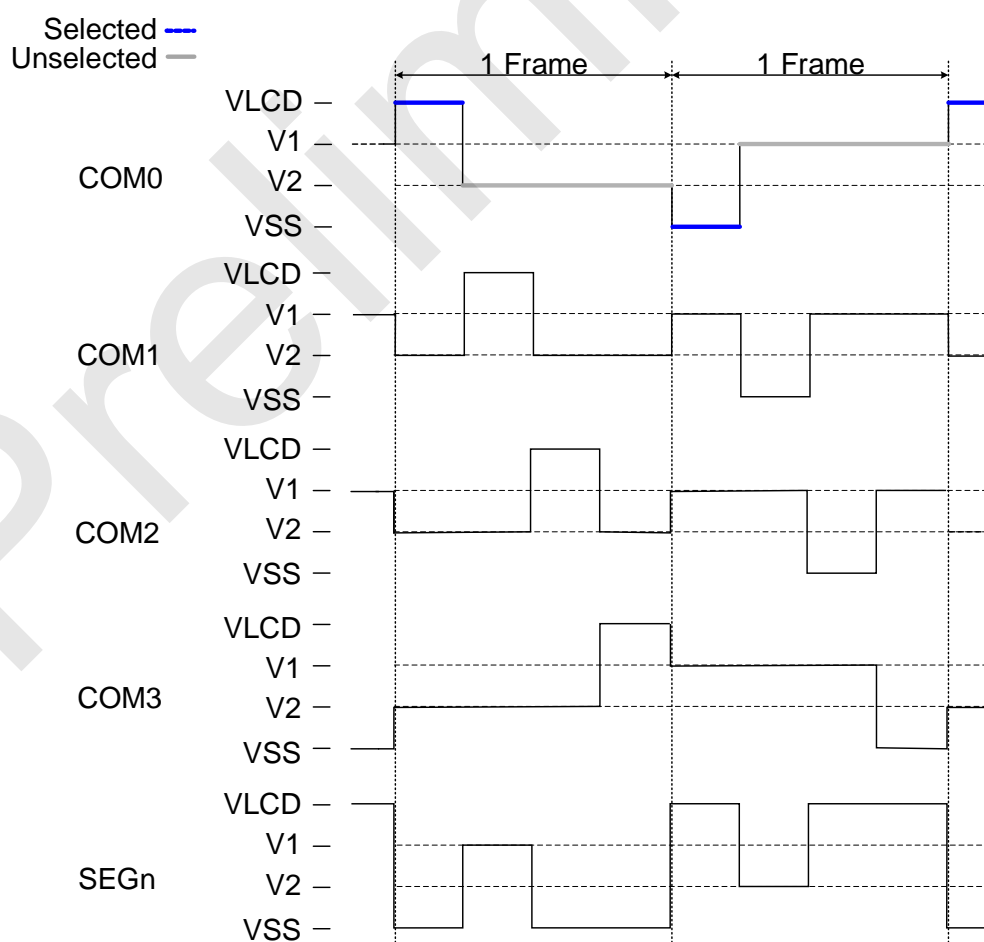 Selected
Unselected
1 Frame 1 Frame
VLCD
V1
COM0
V2
VSS
VLCD
V1
COM1
V2
VSS
VLCD
V1
COM2
V2
VSS
VLCD
V1
COM3
V2
VSS
VLCD
V1
SEGn
V2
VSS
Prelim